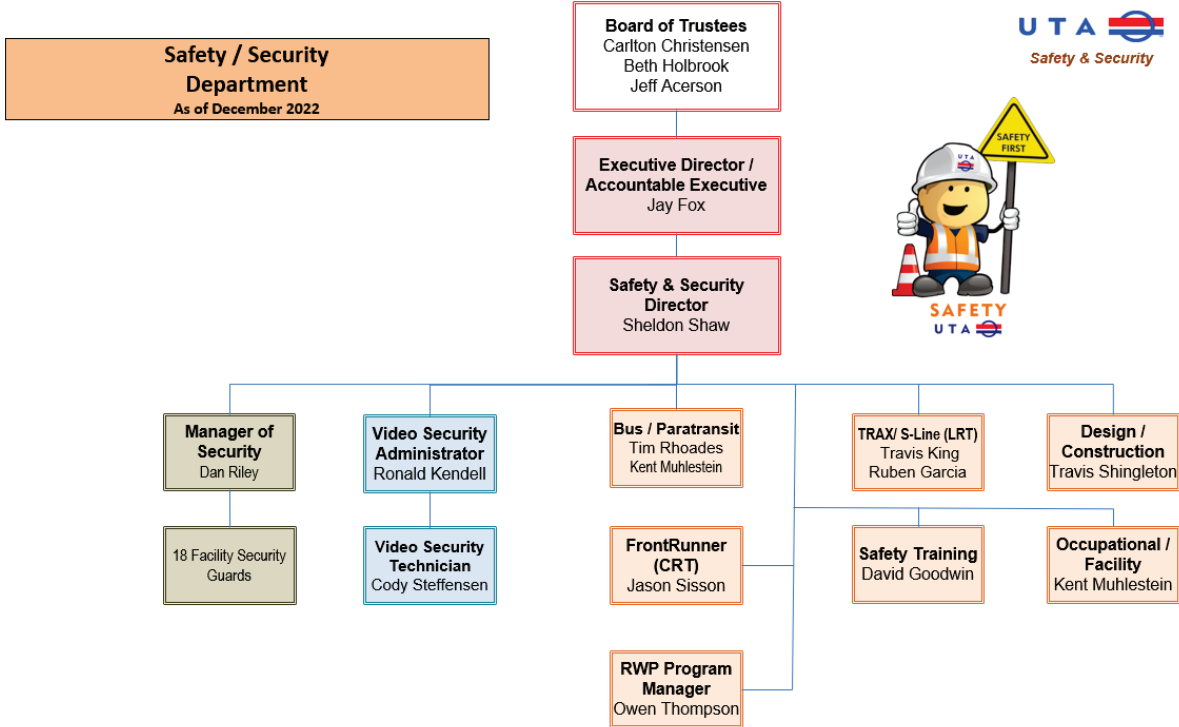 Safety / Security
Department
As of December 2022
Board of Trustees
Carlton Christensen
Beth Holbrook
Jeff Acerson
UTA
Safety & Security
Executive Director /
Accountable Executive
Jay Fox
SAFETY
FIRST
UTA
SAFETY
UTA
Safety & Security
Director
Sheldon Shaw
Manager of
Security
Dan Riley
Video Security
Administrator
Ronald Kendell
Bus / Paratransit
Tim Rhoades
Kent Muhlestein
TRAX/ S-Line (LRT)
Travis King
Ruben Garcia
Design /
Construction
Travis Shingleton
18 Facility Security
Guards
Video Security
Technician
Cody Steffensen
FrontRunner
(CRT)
Jason Sisson
Safety Training
David Goodwin
Occupational /
Facility
Kent Muhlestein
RWP Program
Manager
Owen Thompson